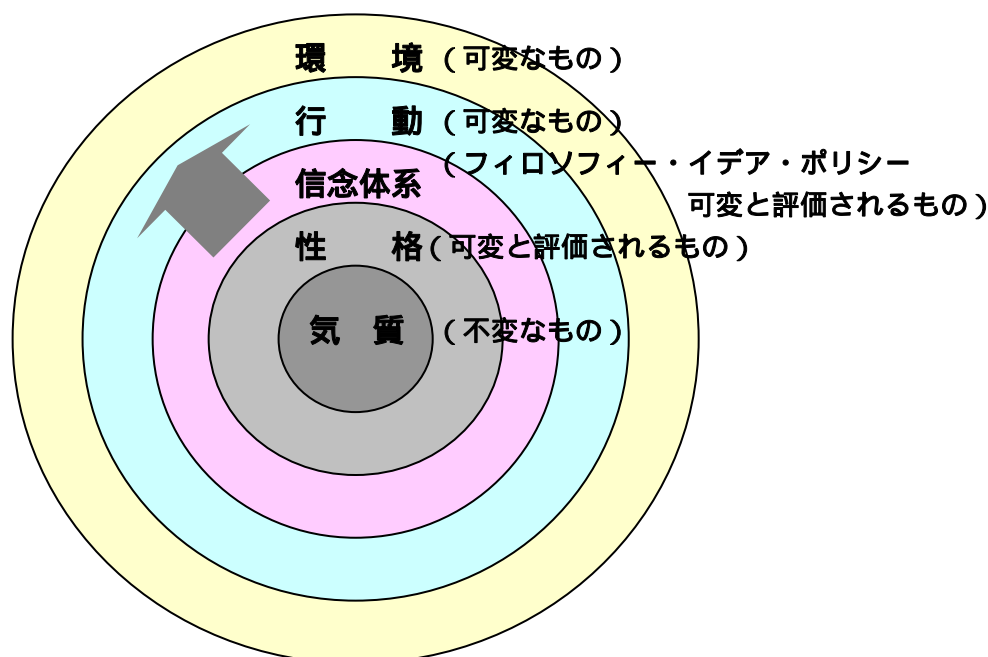 環　　境（可変なもの）
行　　動（可変なもの）
（フィロソフィー・イデア・ポリシー
信念体系
可変と評価されるもの）
性　　格（可変と評価されるもの）
気　質　（不変なもの）